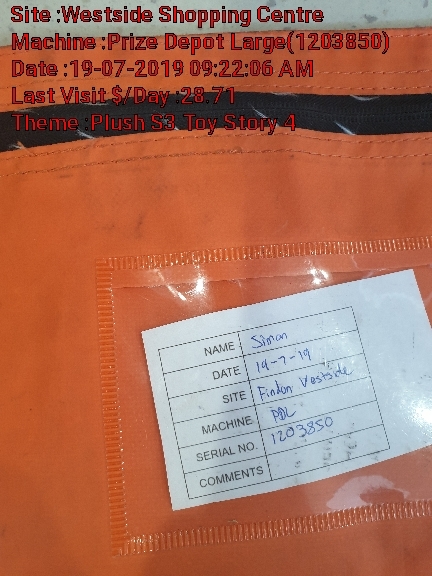 Site :Westside Shopping Centre
Machine :Prize Depot Large(1203850)
Date :19-07-2019 09:22:06 AM
Last Visit $/Day :28.71
Theme :Plush S3 Toy Story 4
NAME Simon
DATE 19-7-19
SITE Findon Westside
MACHINE PDL
SERIAL NO. 1203850
COMMENTS